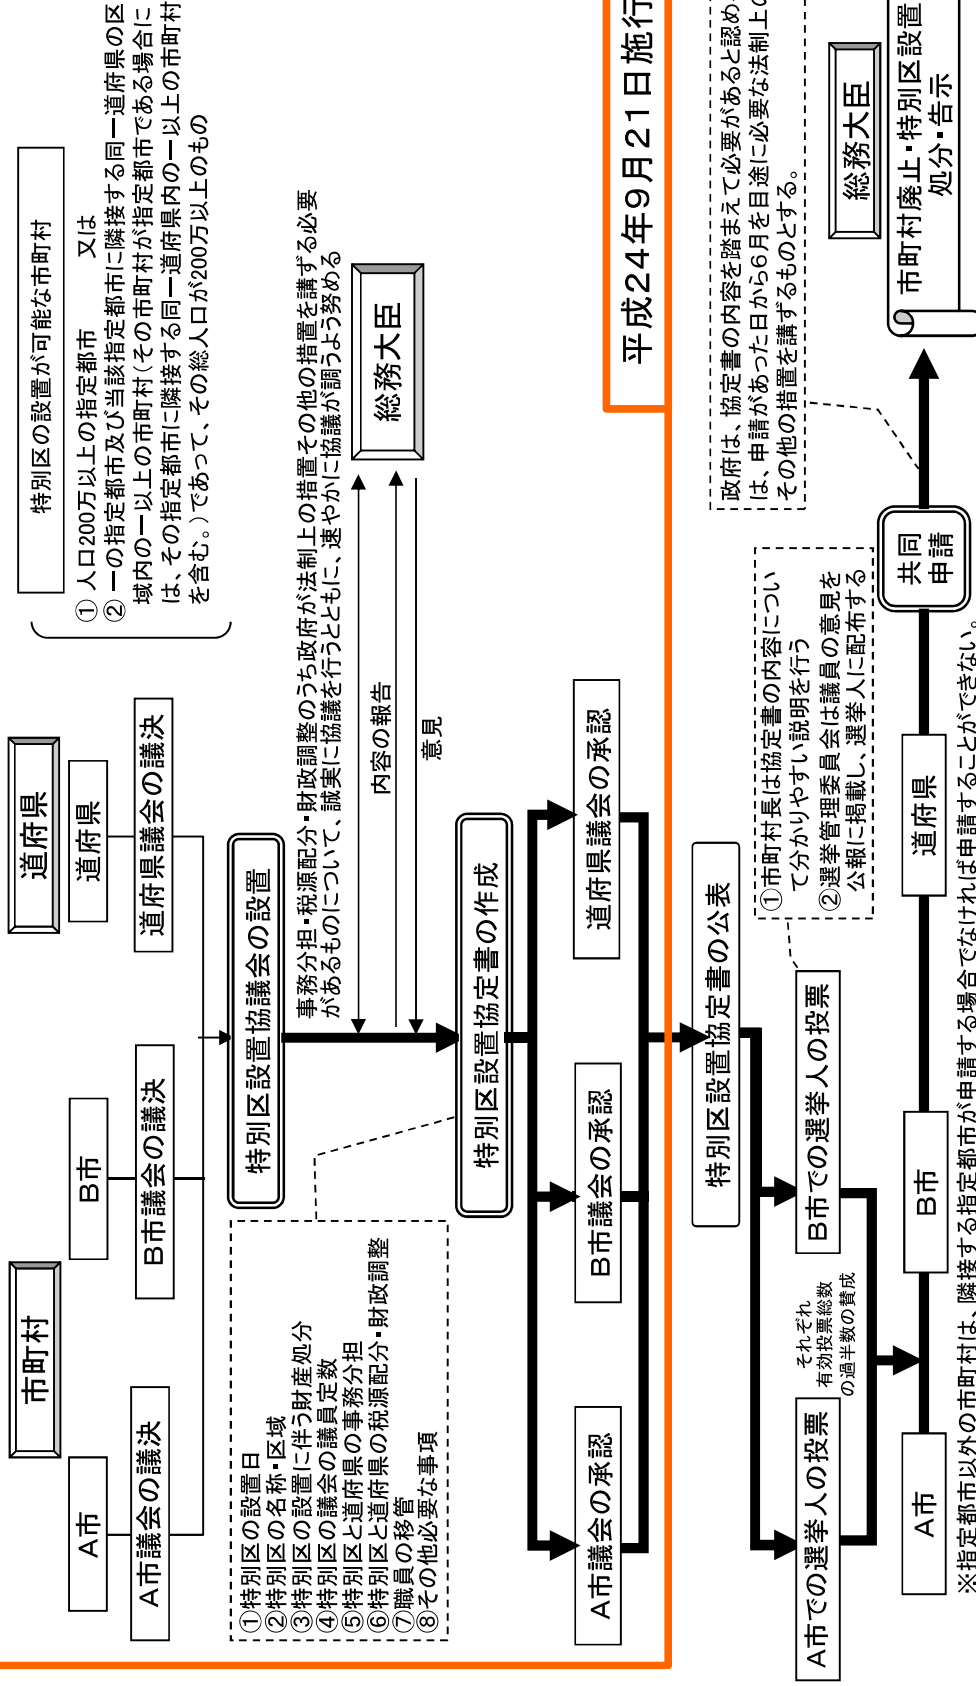 市町村
道府県
A市
B市
道府県
A市議会の議決
B市議会の議決
道府県議会の議決
特別区の設置が可能な市町村
① 人口200万以上の指定都市　　又は
② 一の指定都市及び当該指定都市に隣接する同一道府県の区
域内の一以上の市町村（その市町村が指定都市である場合に
は、その指定都市に隣接する同一道府県内の一以上の市町村
を含む。）であって、その総人口が200万以上のもの
特別区設置協議会の設置
事務分担・税源配分・財政調整のうち政府が法制上の措置その他の措置を講ずる必要
があるものについて、誠実に協議を行うとともに、速やかに協議が調うよう努める
内容の報告
意見
総務大臣
①特別区の設置日
②特別区の名称・区域
③特別区の設置に伴う財産処分
④特別区の議会の議員定数
⑤特別区と道府県の事務分担
⑥特別区と道府県の税源配分・財政調整
⑦職員の移管
⑧その他必要な事項
特別区設置協定書の作成
A市議会の承認
B市議会の承認
道府県議会の承認
平成24年9月21日施行
特別区設置協定書の公表
①市町村長は協定書の内容につい
て分かりやすい説明を行う
②選挙管理委員会は議員の意見を
公報に掲載し、選挙人に配布する
A市での選挙人の投票
B市での選挙人の投票
それぞれ
有効投票総数
の過半数の賛成
政府は、協定書の内容を踏まえて必要があると認め
は、申請があった日から6月を目途に必要な法制上の
その他の措置を講ずるものとする。
A市
B市
道府県
共同
申請
総務大臣
市町村廃止・特別区設置
処分・告示
※指定都市以外の市町村は、隣接する指定都市が申請する場合でなければ申請することができない。